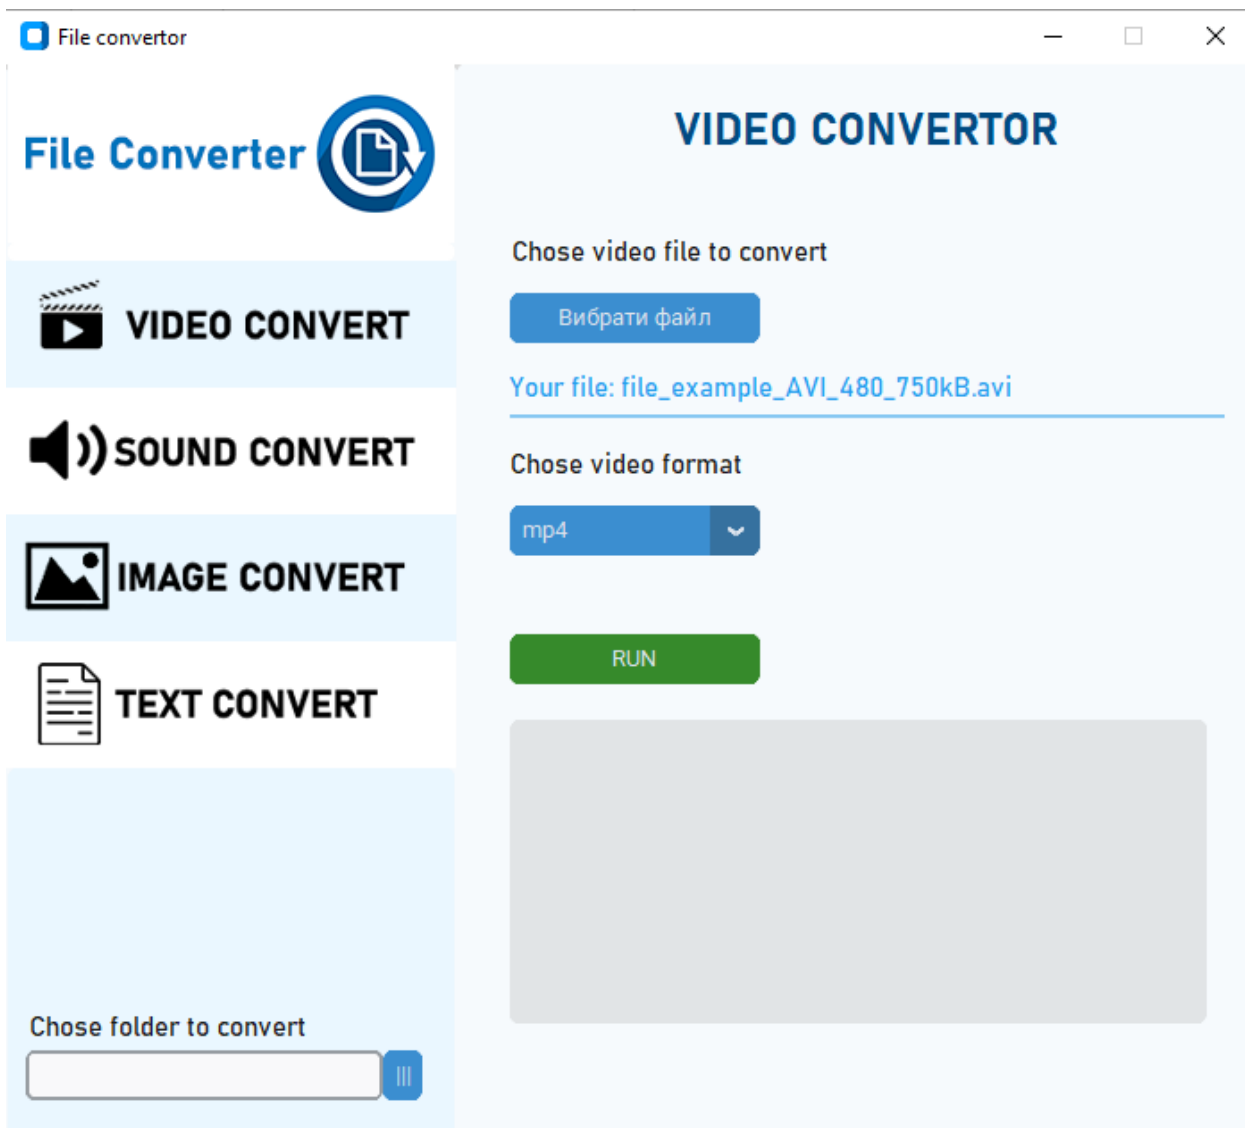 File convertor
File Converter
VIDEO CONVERT
SOUND CONVERT
IMAGE CONVERT
TEXT CONVERT
Chose folder to convert
VIDEO CONVERTOR
Chose video file to convert
Вибрати файл
Your file: file_example_AVI_480_750kB.avi
Chose video format
mp4
RUN